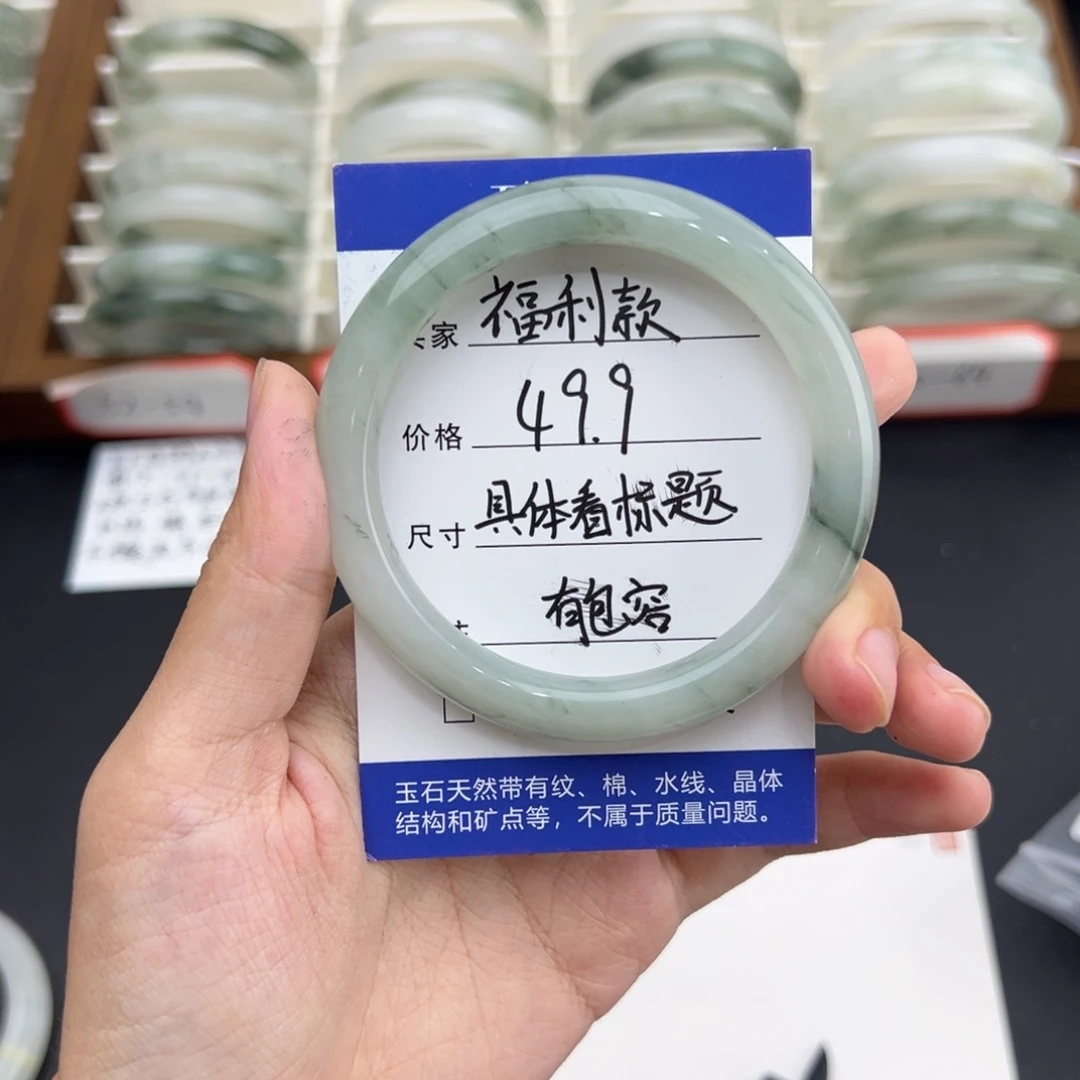 家 福利款
价格 49.9
尺寸 具体看标题
有包容
玉石天然带有纹、棉、水线、晶体
结构和矿点等，不属于质量问题。